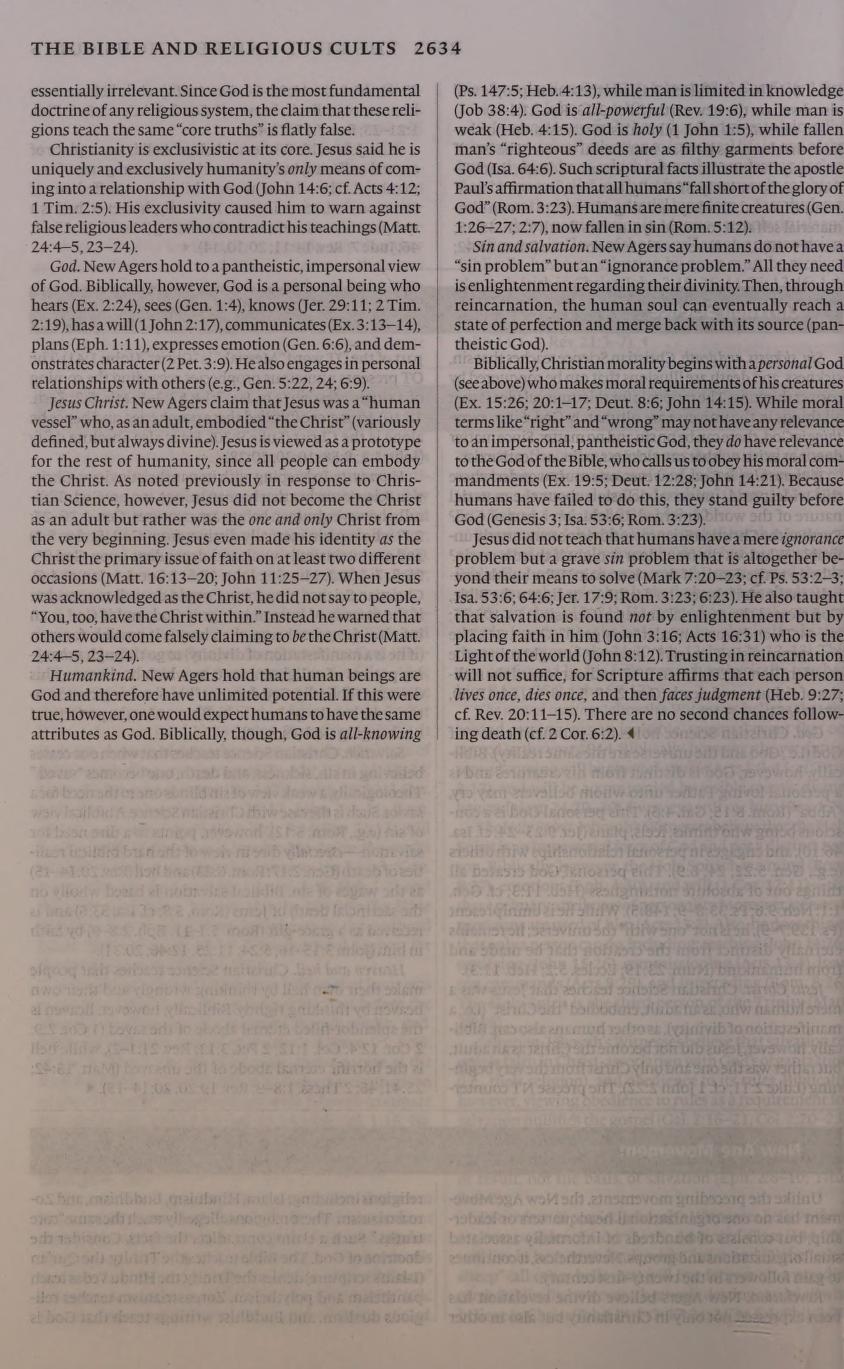 THE BIBLE AND RELIGIOUS CULTS 2634
essentially irrelevant. Since God is the most fundamental
doctrine of any religious system, the claim that these reli-
gions teach the same “core truths” is flatly false.
Christianity is exclusivistic at its core. Jesus said he is
uniquely and exclusively humanity’s only means of com-
ing into a relationship with God (John 14:6; cf. Acts 4:12;
1 Tim. 2:5). His exclusivity caused him to warn against
false religious leaders who contradict his teachings (Matt.
24:4–5, 23–24).
God. New Agers hold to a pantheistic, impersonal view
of God. Biblically, however, God is a personal being who
hears (Ex. 2:24), sees (Gen. 1:4), knows (Jer. 29:11; 2 Tim.
2:19), has a will (1 John 2:17), communicates (Ex. 3:13–14),
plans (Eph. 1:11), expresses emotion (Gen. 6:6), and dem-
onstrates character (2 Pet. 3:9). He also engages in personal
relationships with others (e.g., Gen. 5:22, 24; 6:9).
Jesus Christ. New Agers claim that Jesus was a “human
vessel” who, as an adult, embodied “the Christ” (variously
defined, but always divine). Jesus is viewed as a prototype
for the rest of humanity, since all people can embody
the Christ. As noted previously in response to Chris-
tian Science, however, Jesus did not become the Christ
as an adult but rather was the one and only Christ from
the very beginning. Jesus even made his identity as the
Christ the primary issue of faith on at least two different
occasions (Matt. 16:13–20; John 11:25–27). When Jesus
was acknowledged as the Christ, he did not say to people,
“You, too, have the Christ within.” Instead he warned that
others would come falsely claiming to be the Christ (Matt.
24:4–5, 23–24).
Humankind. New Agers hold that human beings are
God and therefore have unlimited potential. If this were
true, however, one would expect humans to have the same
attributes as God. Biblically, though, God is all-knowing
(Ps. 147:5; Heb. 4:13), while man is limited in knowledge
(Job 38:4). God is all-powerful (Rev. 19:6), while man is
weak (Heb. 4:15). God is holy (1 John 1:5), while fallen
man’s “righteous” deeds are as filthy garments before
God (Isa. 64:6). Such scriptural facts illustrate the apostle
Paul’s affirmation that all humans “fall short of the glory of
God” (Rom. 3:23). Humans are mere finite creatures (Gen.
1:26–27; 2:7), now fallen in sin (Rom. 5:12).
Sin and salvation. New Agers say humans do not have a
“sin problem” but an “ignorance problem.” All they need
is enlightenment regarding their divinity. Then, through
reincarnation, the human soul can eventually reach a
state of perfection and merge back with its source (pan-
theistic God).
Biblically, Christian morality begins with a personal God
(see above) who makes moral requirements of his creatures
(Ex. 15:26; 20:1–17; Deut. 8:6; John 14:15). While moral
terms like “right” and “wrong” may not have any relevance
to an impersonal, pantheistic God, they do have relevance
to the God of the Bible, who calls us to obey his moral com-
mandments (Ex. 19:5; Deut. 12:28; John 14:21). Because
humans have failed to do this, they stand guilty before
God (Genesis 3; Isa. 53:6; Rom. 3:23).
Jesus did not teach that humans have a mere ignorance
problem but a grave sin problem that is altogether be-
yond their means to solve (Mark 7:20–23; cf. Ps. 53:2–3;
Isa. 53:6; 64:6; Jer. 17:9; Rom. 3:23; 6:23). He also taught
that salvation is found not by enlightenment but by
placing faith in him (John 3:16; Acts 16:31) who is the
Light of the world (John 8:12). Trusting in reincarnation
will not suffice, for Scripture affirms that each person
lives once, dies once, and then faces judgment (Heb. 9:27;
cf. Rev. 20:11–15). There are no second chances follow-
ing death (cf. 2 Cor. 6:2).